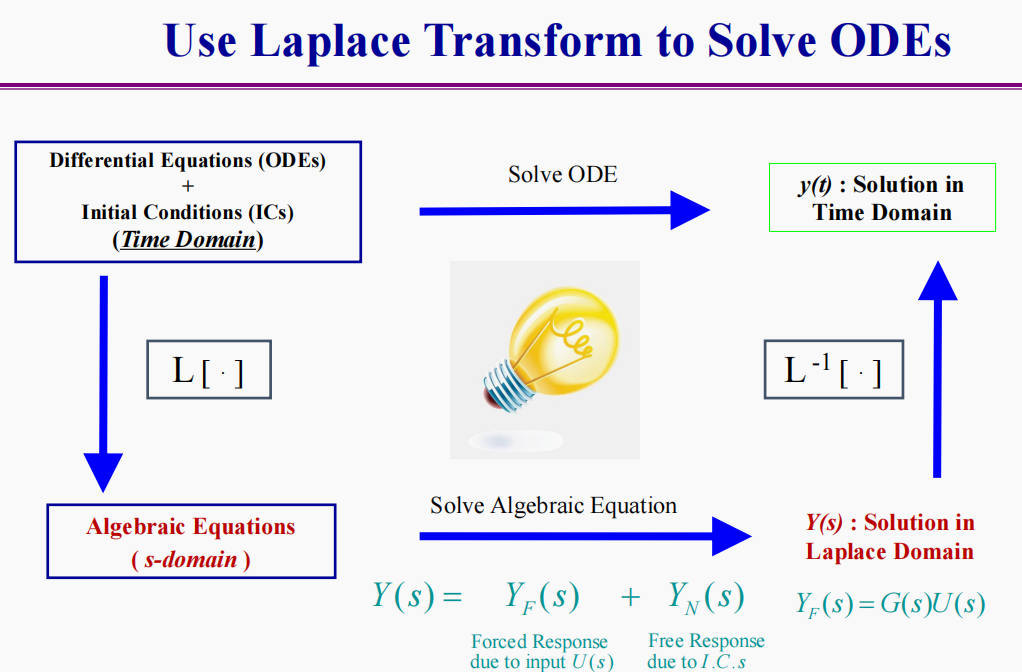 Use Laplace Transform to Solve ODEs
Differential Equations (ODEs)
+
Initial Conditions (ICs)
(Time Domain)
Solve ODE
y(t) : Solution in
Time Domain
L [ · ]
L⁻¹ [ · ]
Algebraic Equations
( s-domain )
Solve Algebraic Equation
Y(s) : Solution in
Laplace Domain
Y(s) = Y_F(s) + Y_N(s)
Forced Response
due to input U(s)
Free Response
due to I.C.s
Y_F(s) = G(s)U(s)